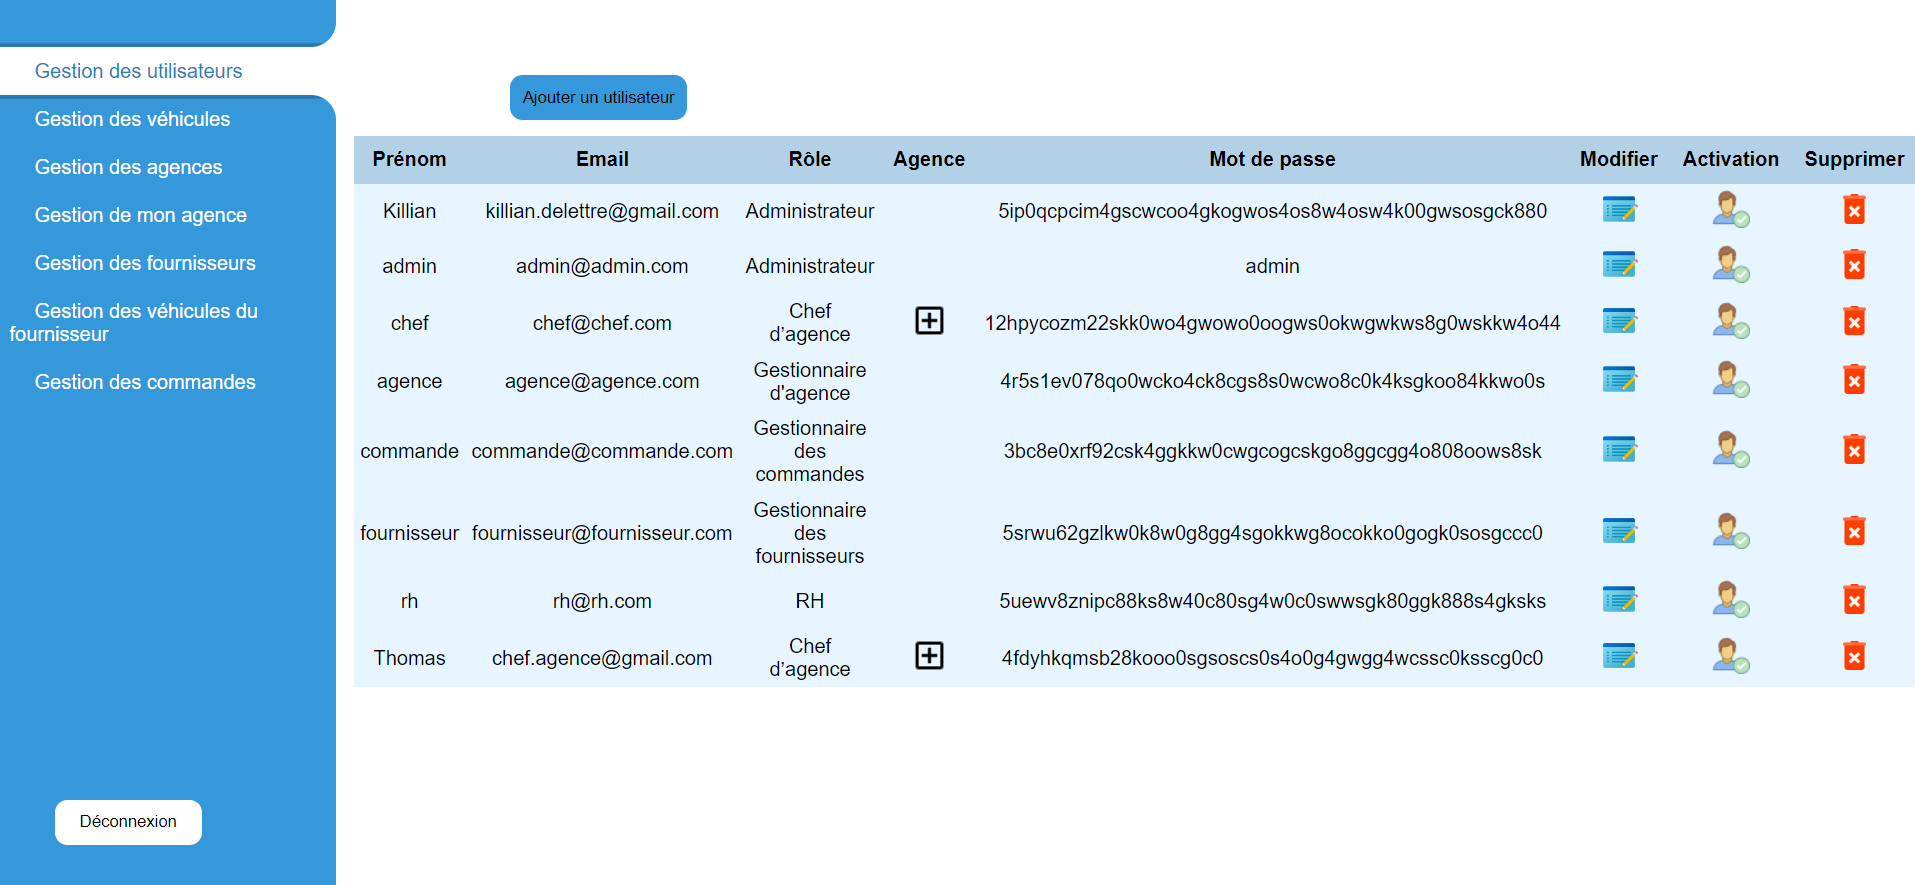 Gestion des utilisateurs
Gestion des véhicules
Gestion des agences
Gestion de mon agence
Gestion des fournisseurs
Gestion des véhicules du
fournisseur
Gestion des commandes
Déconnexion
Ajouter un utilisateur
Prénom Email Rôle Agence Mot de passe Modifier Activation Supprimer
Killian killian.delettre@gmail.com Administrateur 5ip0qcpcim4gscwcoo4gkogwos4os8w4osw4k00gwsosgck880
admin admin@admin.com Administrateur admin
chef chef@chef.com Chef
d’agence 12hpycozm22skk0wo4gwowo0oogws0okwgwkws8g0wskkw4o44
agence agence@agence.com Gestionnaire
d'agence 4r5s1ev078qo0wcko4ck8cgs8s0wcwo8c0k4ksgkoo84kkwo0s
commande commande@commande.com Gestionnaire
des
commandes 3bc8e0xrf92csk4ggkkw0cwgcogcskgo8ggcgg4o808oows8sk
fournisseur fournisseur@fournisseur.com Gestionnaire
des
fournisseurs 5srwu62gzlkw0k8w0g8gg4sgokkwg8ocokko0gogk0sosgccc0
rh rh@rh.com RH 5uewv8znipc88ks8w40c80sg4w0c0swwsgk80ggk888s4gksks
Thomas chef.agence@gmail.com Chef
d’agence 4fdyhkqmsb28kooo0sgsoscs0s4o0g4gwgg4wcssc0ksscg0c0